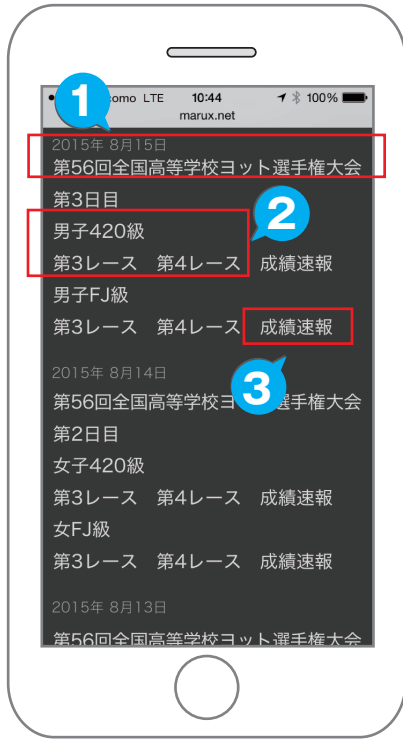 1
omo LTE 10:44 100%
marux.net
2015年 8月15日
第56回全国高等学校ヨット選手権大会
第3日目
男子420級
2
第3レース 第4レース 成績速報
男子FJ級
第3レース 第4レース 成績速報
2015年 8月14日
3
第56回全国高等学校ヨ 選手権大会
第2日目
女子420級
第3レース 第4レース 成績速報
女FJ級
第3レース 第4レース 成績速報
2015年 8月13日
第56回全国高等学校ヨット選手権大会